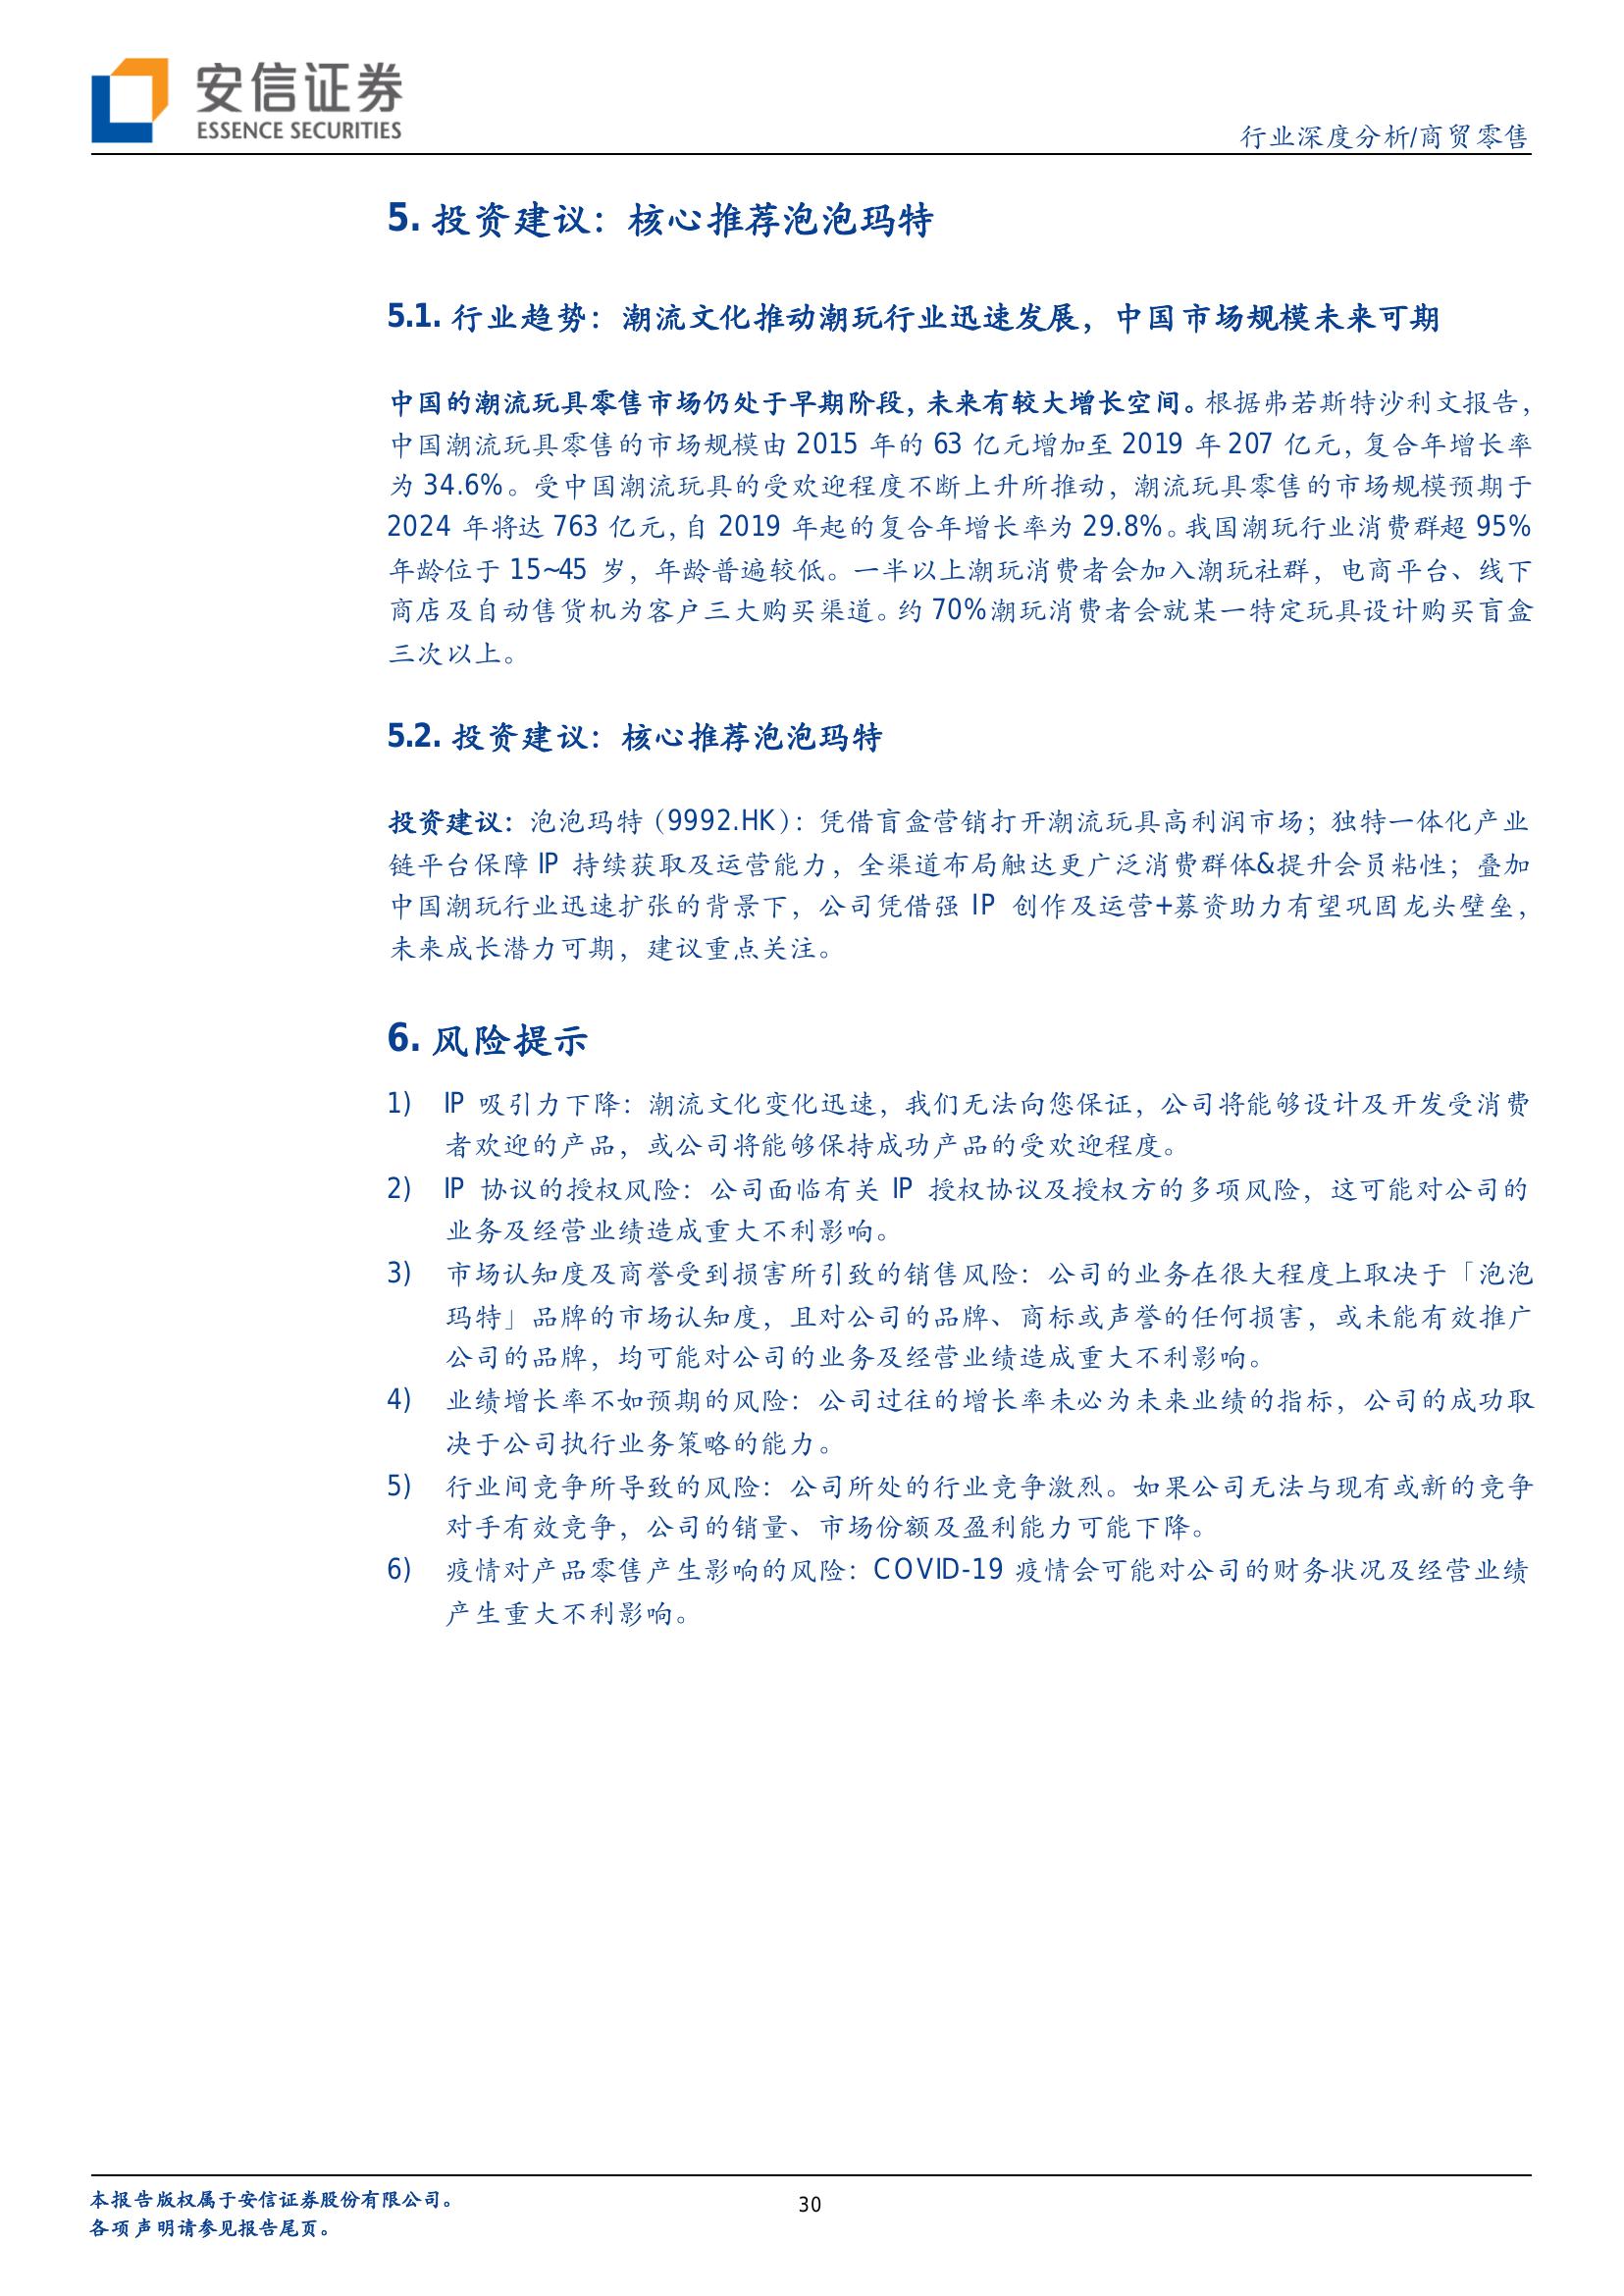 安信证券
ESSENCE SECURITIES
行业深度分析/商贸零售
5. 投资建议：核心推荐泡泡玛特
5.1. 行业趋势：潮流文化推动潮玩行业迅速发展，中国市场规模未来可期
中国的潮流玩具零售市场仍处于早期阶段，未来有较大增长空间。根据弗若斯特沙利文报告，
中国潮流玩具零售的市场规模由 2015 年的 63 亿元增加至 2019 年 207 亿元，复合年增长率
为 34.6%。受中国潮流玩具的受欢迎程度不断上升所推动，潮流玩具零售的市场规模预期于
2024 年将达 763 亿元，自 2019 年起的复合年增长率为 29.8%。我国潮玩行业消费群超 95%
年龄位于 15~45 岁，年龄普遍较低。一半以上潮玩消费者会加入潮玩社群，电商平台、线下
商店及自动售货机为客户三大购买渠道。约 70%潮玩消费者会就某一特定玩具设计购买盲盒
三次以上。
5.2. 投资建议：核心推荐泡泡玛特
投资建议：泡泡玛特（9992.HK）：凭借盲盒营销打开潮流玩具高利润市场；独特一体化产业
链平台保障 IP 持续获取及运营能力，全渠道布局触达更广泛消费群体&提升会员粘性；叠加
中国潮玩行业迅速扩张的背景下，公司凭借强 IP 创作及运营+募资助力有望巩固龙头壁垒，
未来成长潜力可期，建议重点关注。
6. 风险提示
1) IP 吸引力下降：潮流文化变化迅速，我们无法向您保证，公司将能够设计及开发受消费
者欢迎的产品，或公司将能够保持成功产品的受欢迎程度。
2) IP 协议的授权风险：公司面临有关 IP 授权协议及授权方的多项风险，这可能对公司的
业务及经营业绩造成重大不利影响。
3) 市场认知度及商誉受到损害所引致的销售风险：公司的业务在很大程度上取决于「泡泡
玛特」品牌的市场认知度，且对公司的品牌、商标或声誉的任何损害，或未能有效推广
公司的品牌，均可能对公司的业务及经营业绩造成重大不利影响。
4) 业绩增长率不如预期的风险：公司过往的增长率未必为未来业绩的指标，公司的成功取
决于公司执行业务策略的能力。
5) 行业间竞争所导致的风险：公司所处的行业竞争激烈。如果公司无法与现有或新的竞争
对手有效竞争，公司的销量、市场份额及盈利能力可能下降。
6) 疫情对产品零售产生影响的风险：COVID-19 疫情会可能对公司的财务状况及经营业绩
产生重大不利影响。
本报告版权属于安信证券股份有限公司。
30
各项声明请参见报告尾页。